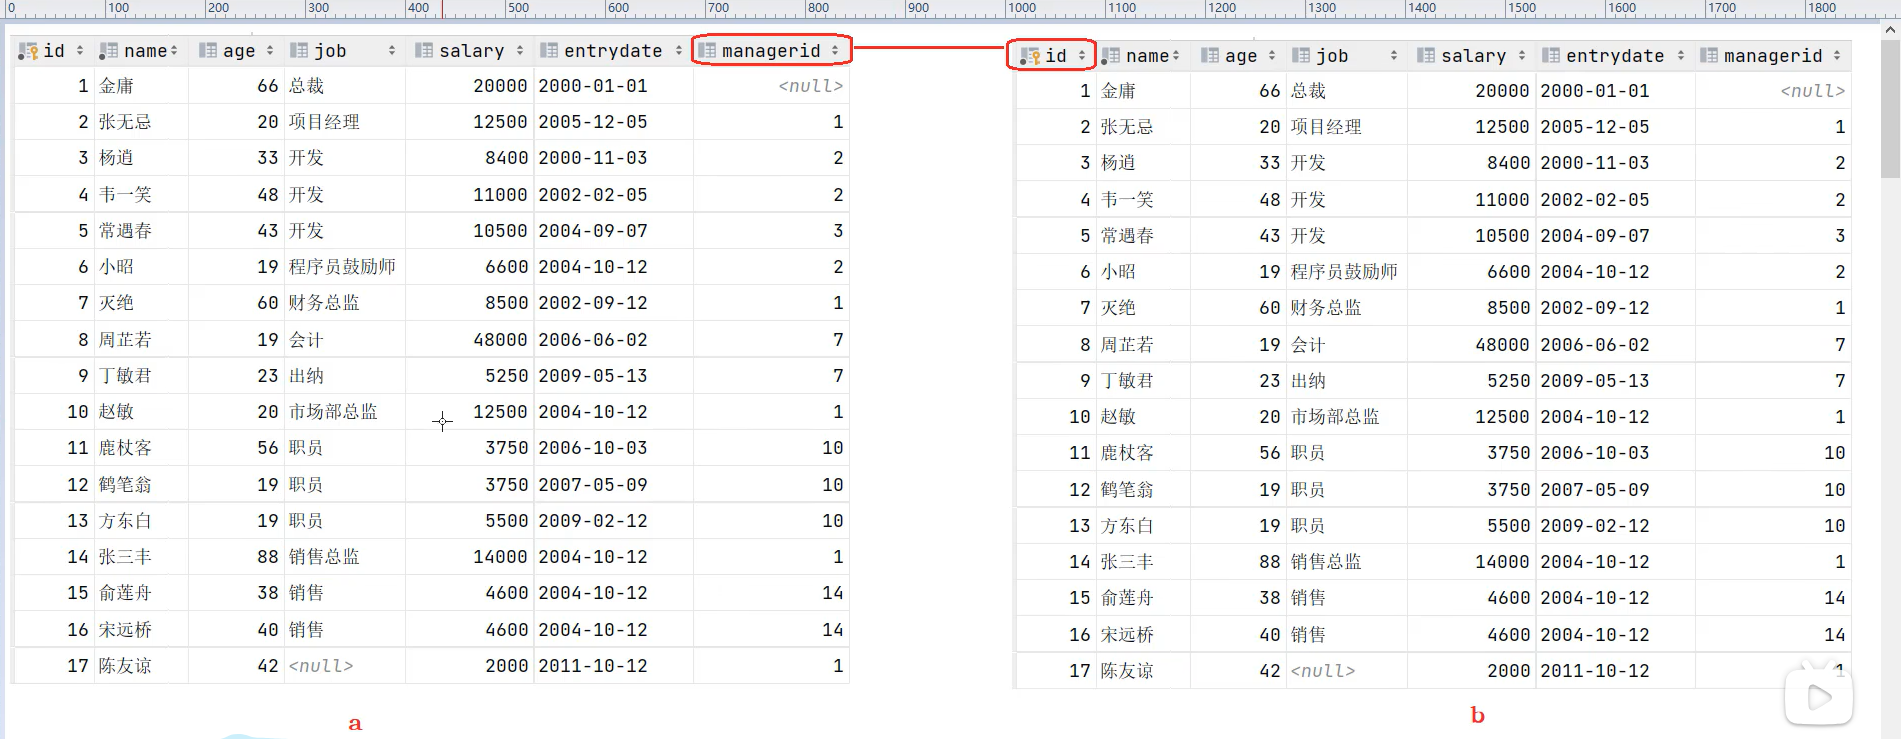 0 100 200 300 400 500 600 700 800 900 1000 1100 1200 1300 1400 1500 1600 1700 1800
id name age job salary entrydate managerid
1 金庸 66 总裁 20000 2000-01-01 <null>
2 张无忌 20 项目经理 12500 2005-12-05 1
3 杨逍 33 开发 8400 2000-11-03 2
4 韦一笑 48 开发 11000 2002-02-05 2
5 常遇春 43 开发 10500 2004-09-07 3
6 小昭 19 程序员鼓励师 6600 2004-10-12 2
7 灭绝 60 财务总监 8500 2002-09-12 1
8 周芷若 19 会计 48000 2006-06-02 7
9 丁敏君 23 出纳 5250 2009-05-13 7
10 赵敏 20 市场部总监 12500 2004-10-12 1
11 鹿杖客 56 职员 3750 2006-10-03 10
12 鹤笔翁 19 职员 3750 2007-05-09 10
13 方东白 19 职员 5500 2009-02-12 10
14 张三丰 88 销售总监 14000 2004-10-12 1
15 俞莲舟 38 销售 4600 2004-10-12 14
16 宋远桥 40 销售 4600 2004-10-12 14
17 陈友谅 42 <null> 2000 2011-10-12 1
a
id name age job salary entrydate managerid
1 金庸 66 总裁 20000 2000-01-01 <null>
2 张无忌 20 项目经理 12500 2005-12-05 1
3 杨逍 33 开发 8400 2000-11-03 2
4 韦一笑 48 开发 11000 2002-02-05 2
5 常遇春 43 开发 10500 2004-09-07 3
6 小昭 19 程序员鼓励师 6600 2004-10-12 2
7 灭绝 60 财务总监 8500 2002-09-12 1
8 周芷若 19 会计 48000 2006-06-02 7
9 丁敏君 23 出纳 5250 2009-05-13 7
10 赵敏 20 市场部总监 12500 2004-10-12 1
11 鹿杖客 56 职员 3750 2006-10-03 10
12 鹤笔翁 19 职员 3750 2007-05-09 10
13 方东白 19 职员 5500 2009-02-12 10
14 张三丰 88 销售总监 14000 2004-10-12 1
15 俞莲舟 38 销售 4600 2004-10-12 14
16 宋远桥 40 销售 4600 2004-10-12 14
17 陈友谅 42 <null> 2000 2011-10-12 1
b